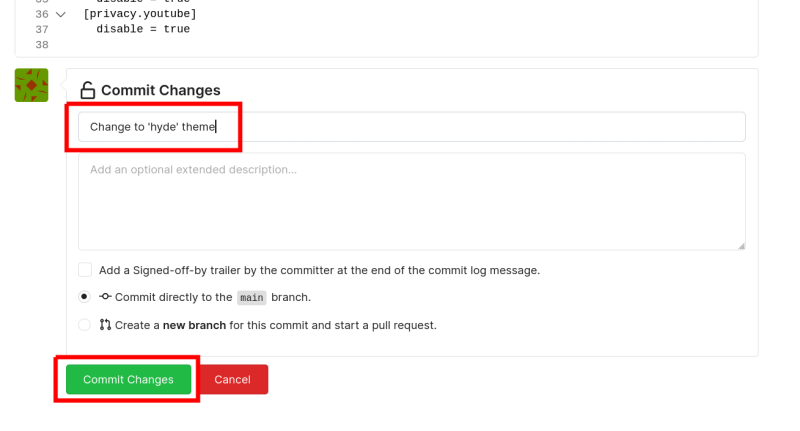 36 [privacy.youtube]
37 disable = true
38
Commit Changes
Change to 'hyde' theme
Add an optional extended description...
Add a Signed-off-by trailer by the committer at the end of the commit log message.
Commit directly to the main branch.
Create a new branch for this commit and start a pull request.
Commit Changes Cancel